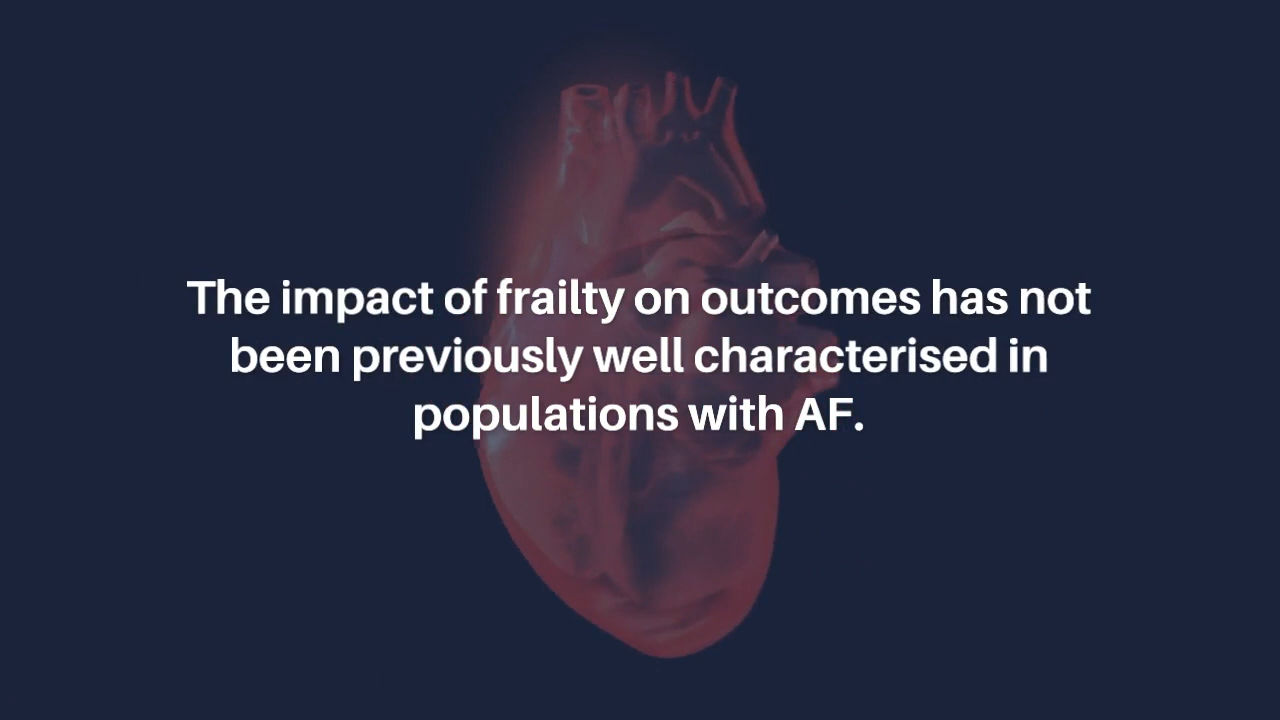 The impact of frailty on outcomes has not
been previously well characterised in
populations with AF.